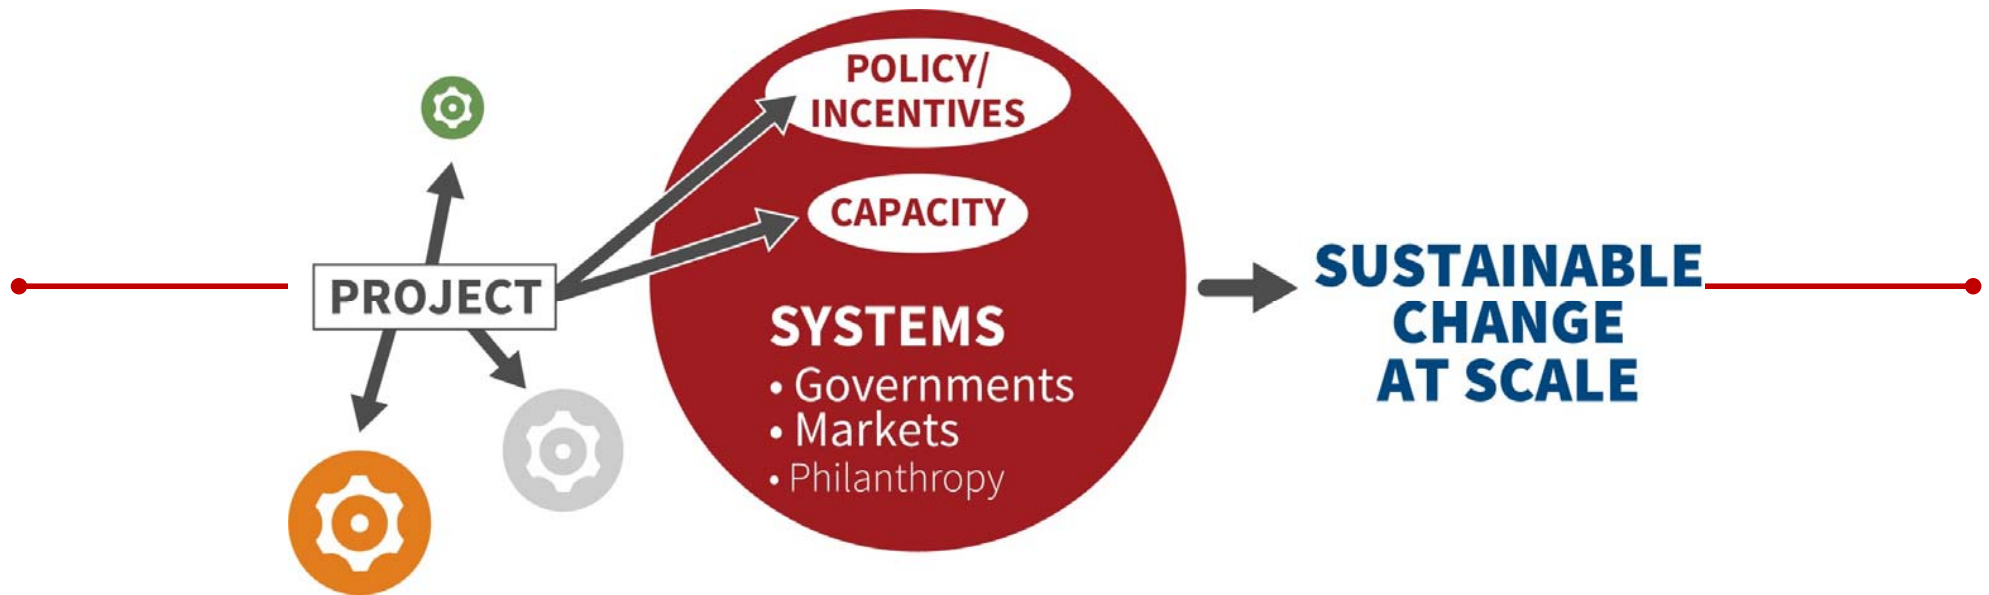 PROJECT
POLICY/
INCENTIVES
CAPACITY
SYSTEMS
• Governments
• Markets
• Philanthropy
SUSTAINABLE
CHANGE
AT SCALE